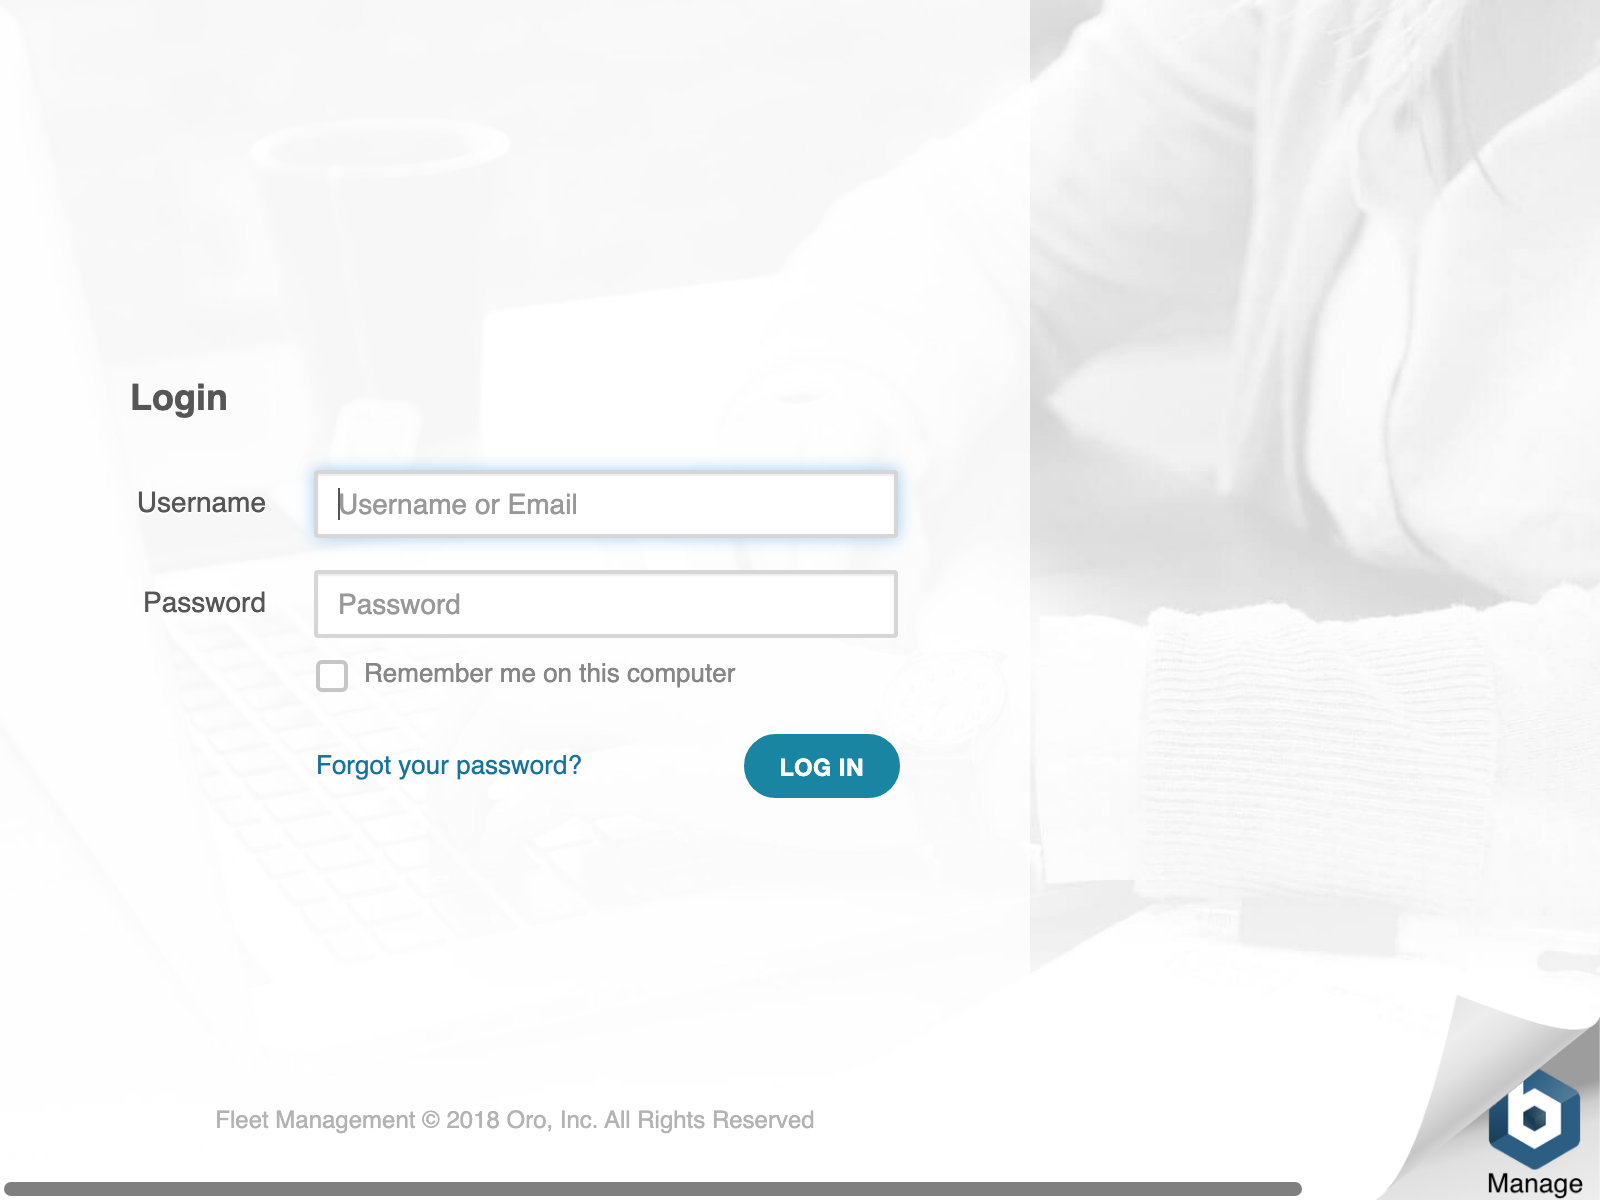 Login
Username
Username or Email
Password
Password
Remember me on this computer
Forgot your password?
LOG IN
Fleet Management © 2018 Oro, Inc. All Rights Reserved
Manage